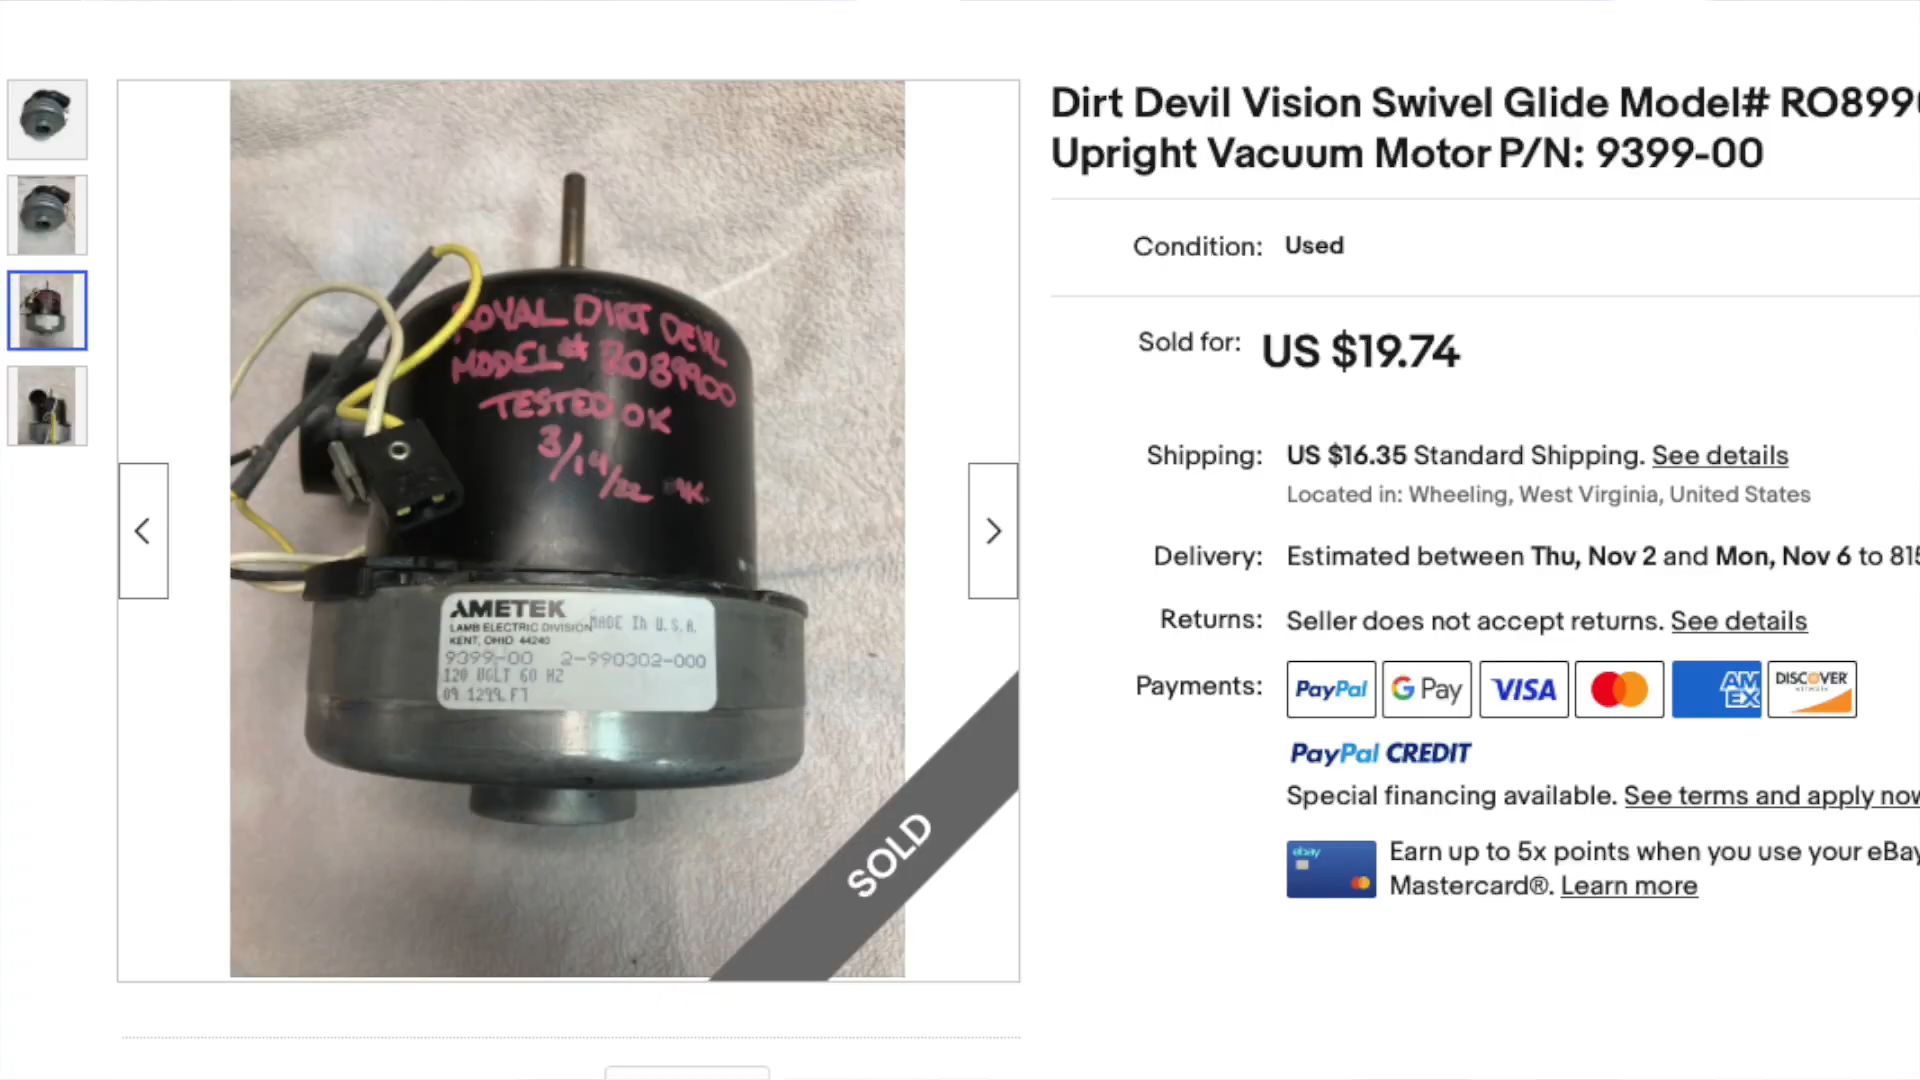 Dirt Devil Vision Swivel Glide Model# RO899
Upright Vacuum Motor P/N: 9399-00
Condition: Used
Sold for: US $19.74
Shipping: US $16.35 Standard Shipping. See details
Located in: Wheeling, West Virginia, United States
Delivery: Estimated between Thu, Nov 2 and Mon, Nov 6 to 815
Returns: Seller does not accept returns. See details
Payments: PayPal G Pay VISA AM EX DISCOVER
PayPal CREDIT
Special financing available. See terms and apply now
ebay
Earn up to 5x points when you use your eBay
Mastercard®. Learn more
ROYAL DIRT DEVIL
MODEL# RO89900
TESTED OK
3/14/22
AMETEK
LAMB ELECTRIC DIVISION MADE In U.S.A.
KENT, OHIO 44240
9399-00 2-990302-000
120 VOLT 60 HZ
SOLD